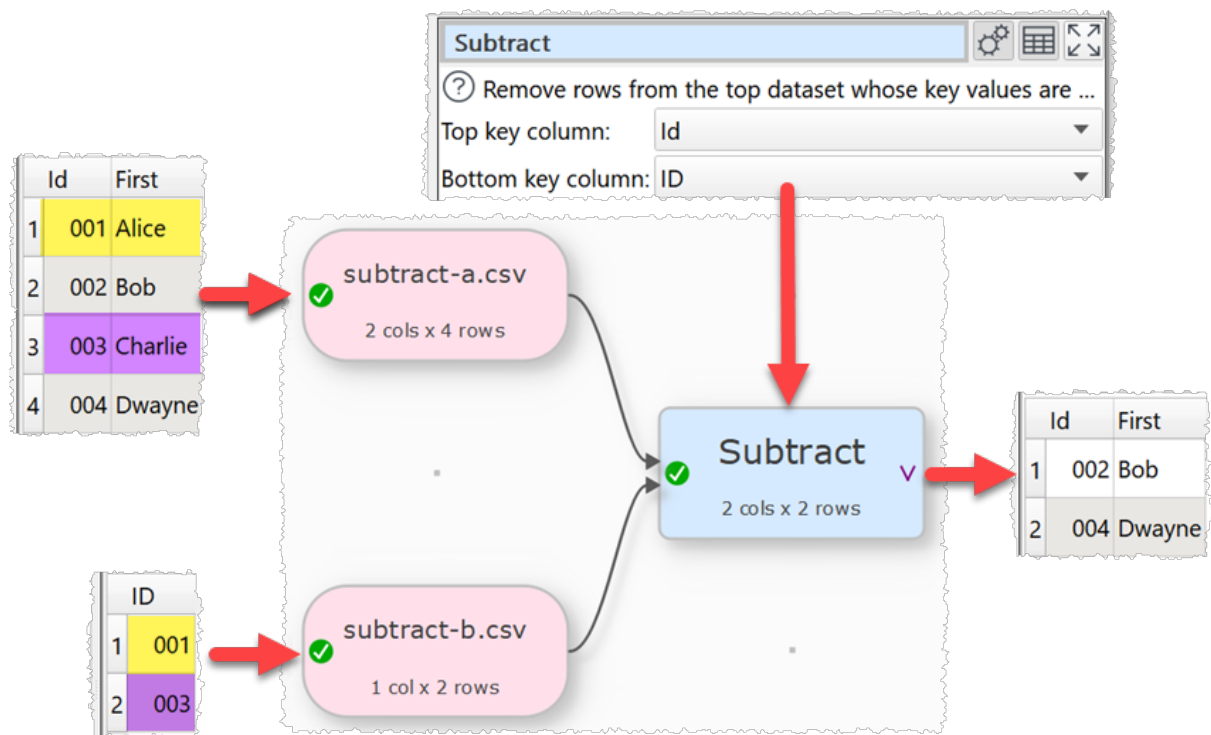 Subtract
Remove rows from the top dataset whose key values are ...
Top key column: Id
Bottom key column: ID
Id First
1 001 Alice
2 002 Bob
3 003 Charlie
4 004 Dwayne
subtract-a.csv
2 cols x 4 rows
Subtract
V
2 cols x 2 rows
Id First
1 002 Bob
2 004 Dwayne
ID
1 001
2 003
subtract-b.csv
1 col x 2 rows